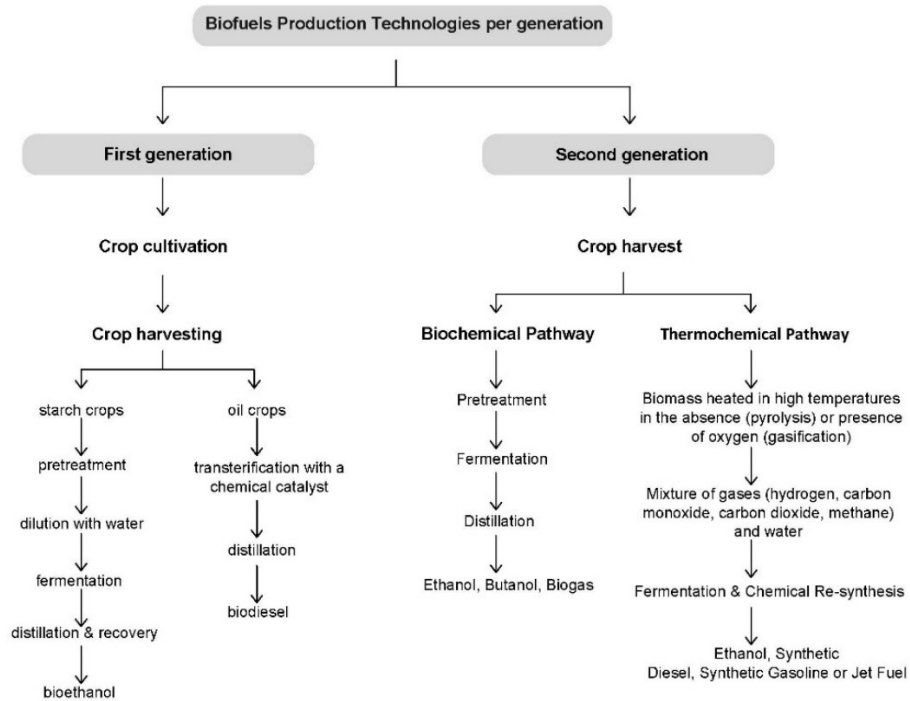 Biofuels Production Technologies per generation
First generation
Second generation
Crop cultivation
Crop harvest
Crop harvesting
Biochemical Pathway
Thermochemical Pathway
starch crops
pretreatment
dilution with water
fermentation
distillation & recovery
bioethanol
oil crops
transterification with a
chemical catalyst
distillation
biodiesel
Pretreatment
Fermentation
Distillation
Ethanol, Butanol, Biogas
Biomass heated in high temperatures
in the absence (pyrolysis) or presence
of oxygen (gasification)
Mixture of gases (hydrogen, carbon
monoxide, carbon dioxide, methane)
and water
Fermentation & Chemical Re-synthesis
Ethanol, Synthetic
Diesel, Synthetic Gasoline or Jet Fuel